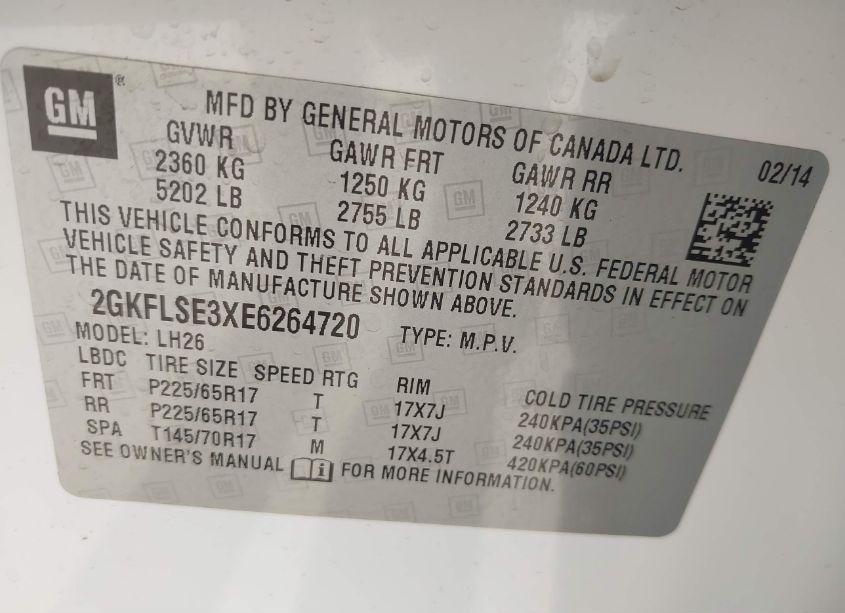 GM®
MFD BY GENERAL MOTORS OF CANADA LTD.
GVWR GAWR FRT GAWR RR 02/14
2360 KG 1250 KG 1240 KG
5202 LB 2755 LB 2733 LB
THIS VEHICLE CONFORMS TO ALL APPLICABLE U.S. FEDERAL MOTOR
VEHICLE SAFETY AND THEFT PREVENTION STANDARDS IN EFFECT ON
THE DATE OF MANUFACTURE SHOWN ABOVE.
2GKFLSE3XE6264720 TYPE: M.P.V.
MODEL: LH26
LBDC TIRE SIZE SPEED RTG RIM COLD TIRE PRESSURE
FRT P225/65R17 T 17X7J 240KPA(35PSI)
RR P225/65R17 T 17X7J 240KPA(35PSI)
SPA T145/70R17 M 17X4.5T 420KPA(60PSI)
SEE OWNER'S MANUAL i FOR MORE INFORMATION.